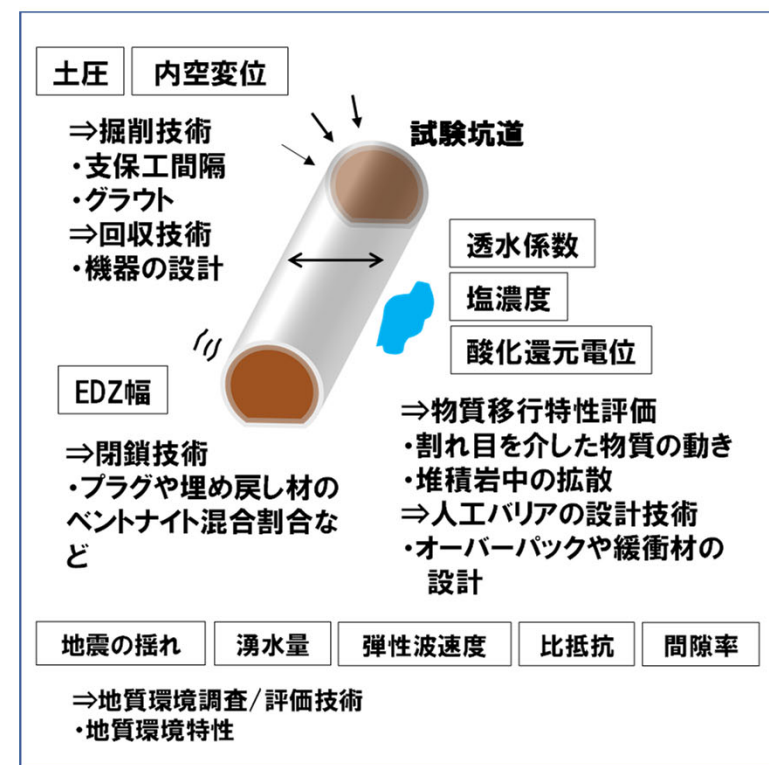 土圧
内空変位
⇒掘削技術
・支保工間隔
・グラウト
⇒回収技術
・機器の設計
試験坑道
透水係数
塩濃度
酸化還元電位
EDZ幅
⇒閉鎖技術
・プラグや埋め戻し材の
ベントナイト混合割合な
ど
⇒物質移行特性評価
・割れ目を介した物質の動き
・堆積岩中の拡散
⇒人工バリアの設計技術
・オーバーパックや緩衝材の
設計
地震の揺れ
湧水量
弾性波速度
比抵抗
間隙率
⇒地質環境調査/評価技術
・地質環境特性